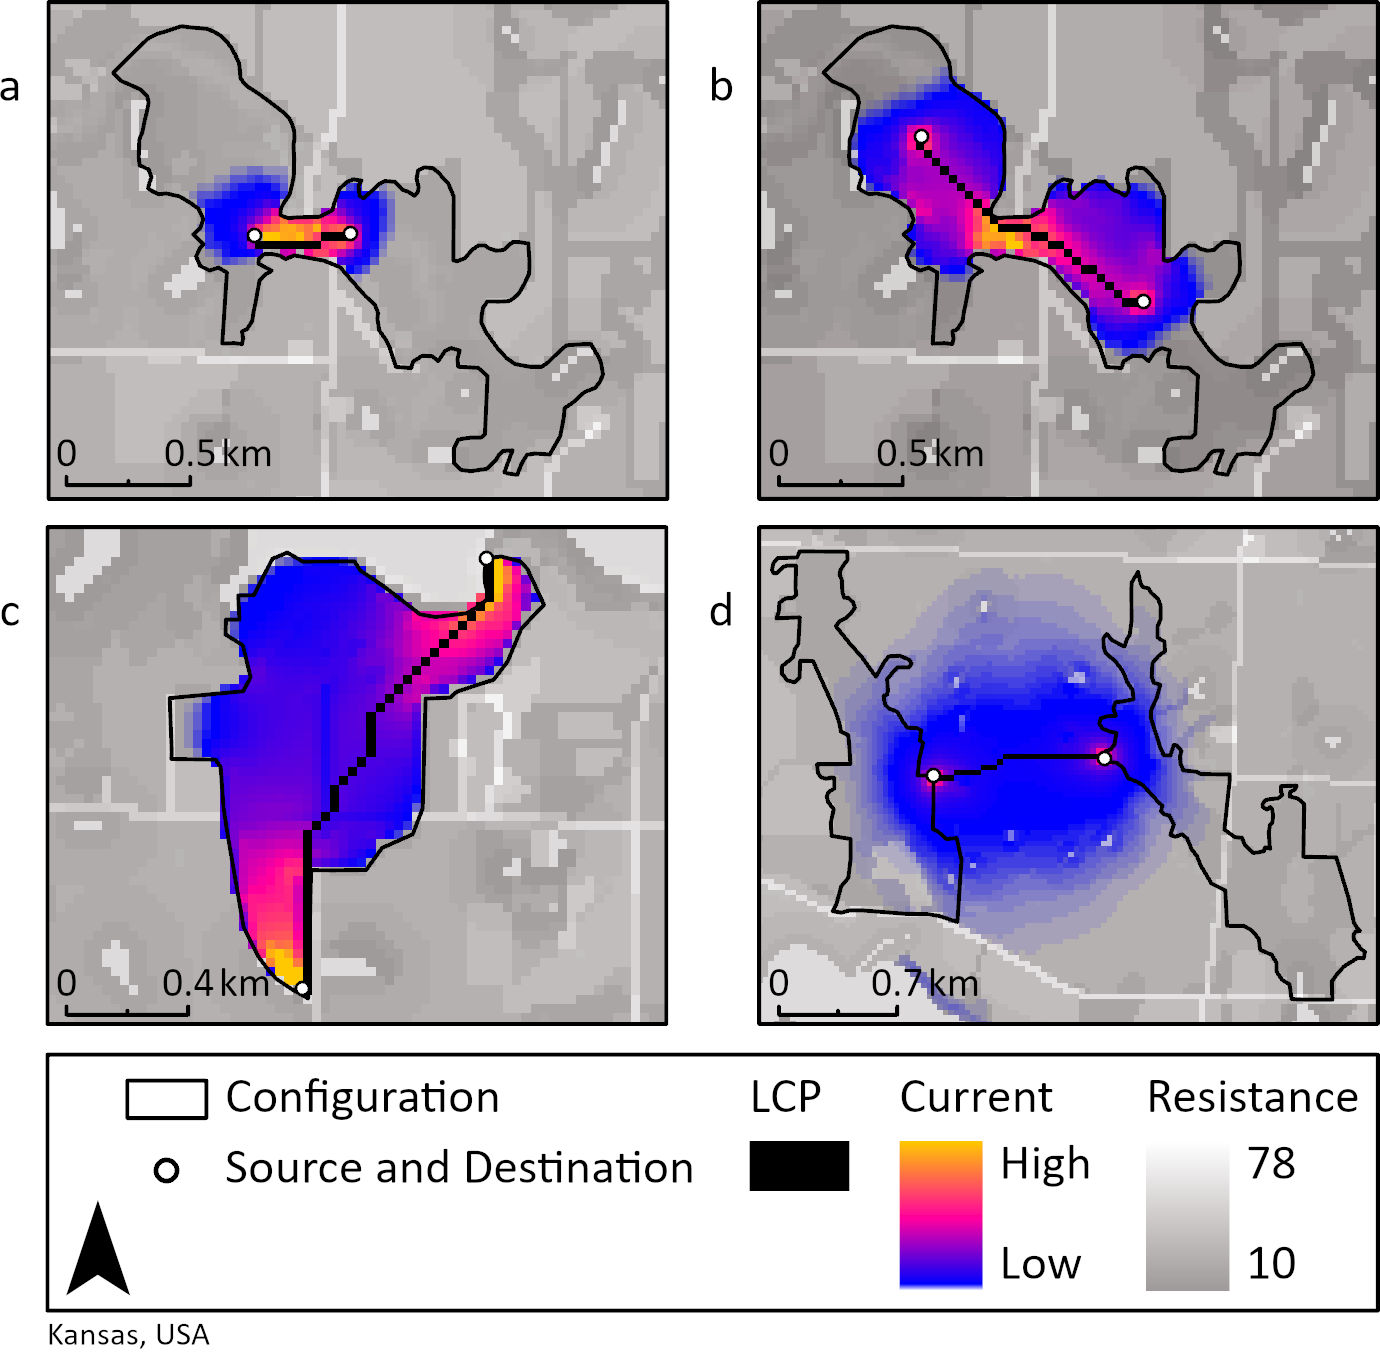 a
b
0 0.5 km
0 0.5 km
c
d
0 0.4 km
0 0.7 km
Configuration
Source and Destination
LCP
Current
High
Low
Resistance
78
10
Kansas, USA